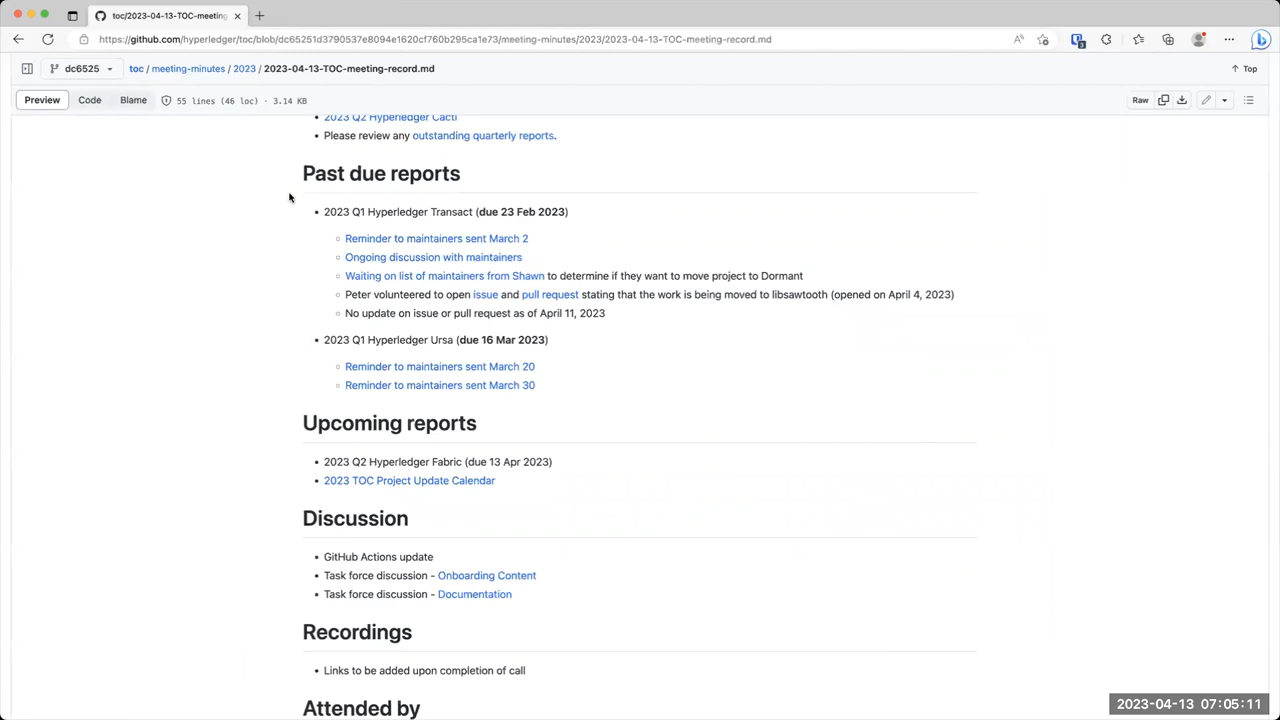 toc/2023-04-13-TOC-meeting-
https://github.com/hyperledger/toc/blob/dc65251d3790537e8094e1620cf760b295ca1e73/meeting-minutes/2023/2023-04-13-TOC-meeting-record.md
dc6525 toc / meeting-minutes / 2023 / 2023-04-13-TOC-meeting-record.md Top
Preview Code Blame 55 lines (46 loc) · 3.14 KB Raw
2023 Q2 Hyperledger Cacti
• Please review any outstanding quarterly reports.
Past due reports
• 2023 Q1 Hyperledger Transact (due 23 Feb 2023)
Reminder to maintainers sent March 2
Ongoing discussion with maintainers
Waiting on list of maintainers from Shawn to determine if they want to move project to Dormant
Peter volunteered to open issue and pull request stating that the work is being moved to libsawtooth (opened on April 4, 2023)
No update on issue or pull request as of April 11, 2023
• 2023 Q1 Hyperledger Ursa (due 16 Mar 2023)
Reminder to maintainers sent March 20
Reminder to maintainers sent March 30
Upcoming reports
• 2023 Q2 Hyperledger Fabric (due 13 Apr 2023)
• 2023 TOC Project Update Calendar
Discussion
• GitHub Actions update
• Task force discussion - Onboarding Content
• Task force discussion - Documentation
Recordings
• Links to be added upon completion of call
Attended by
2023-04-13 07:05:11